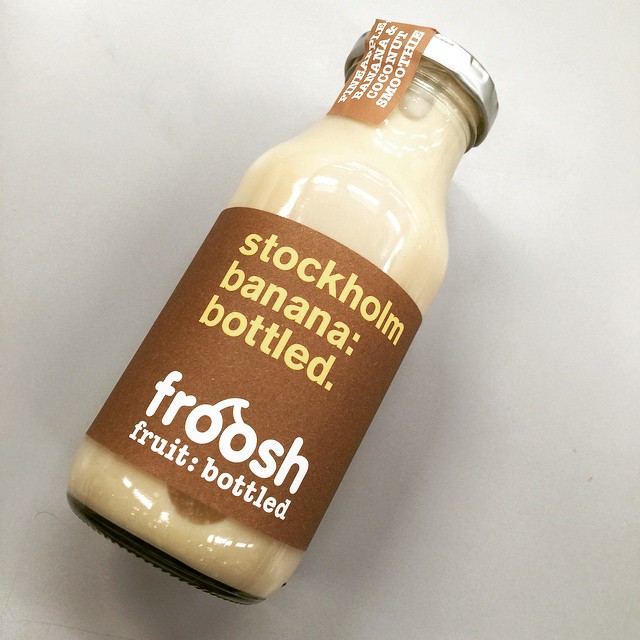 PINEAPPLE,
BANANA &
COCONUT
SMOOTHIE
stockholm
banana:
bottled.
froosh
fruit: bottled